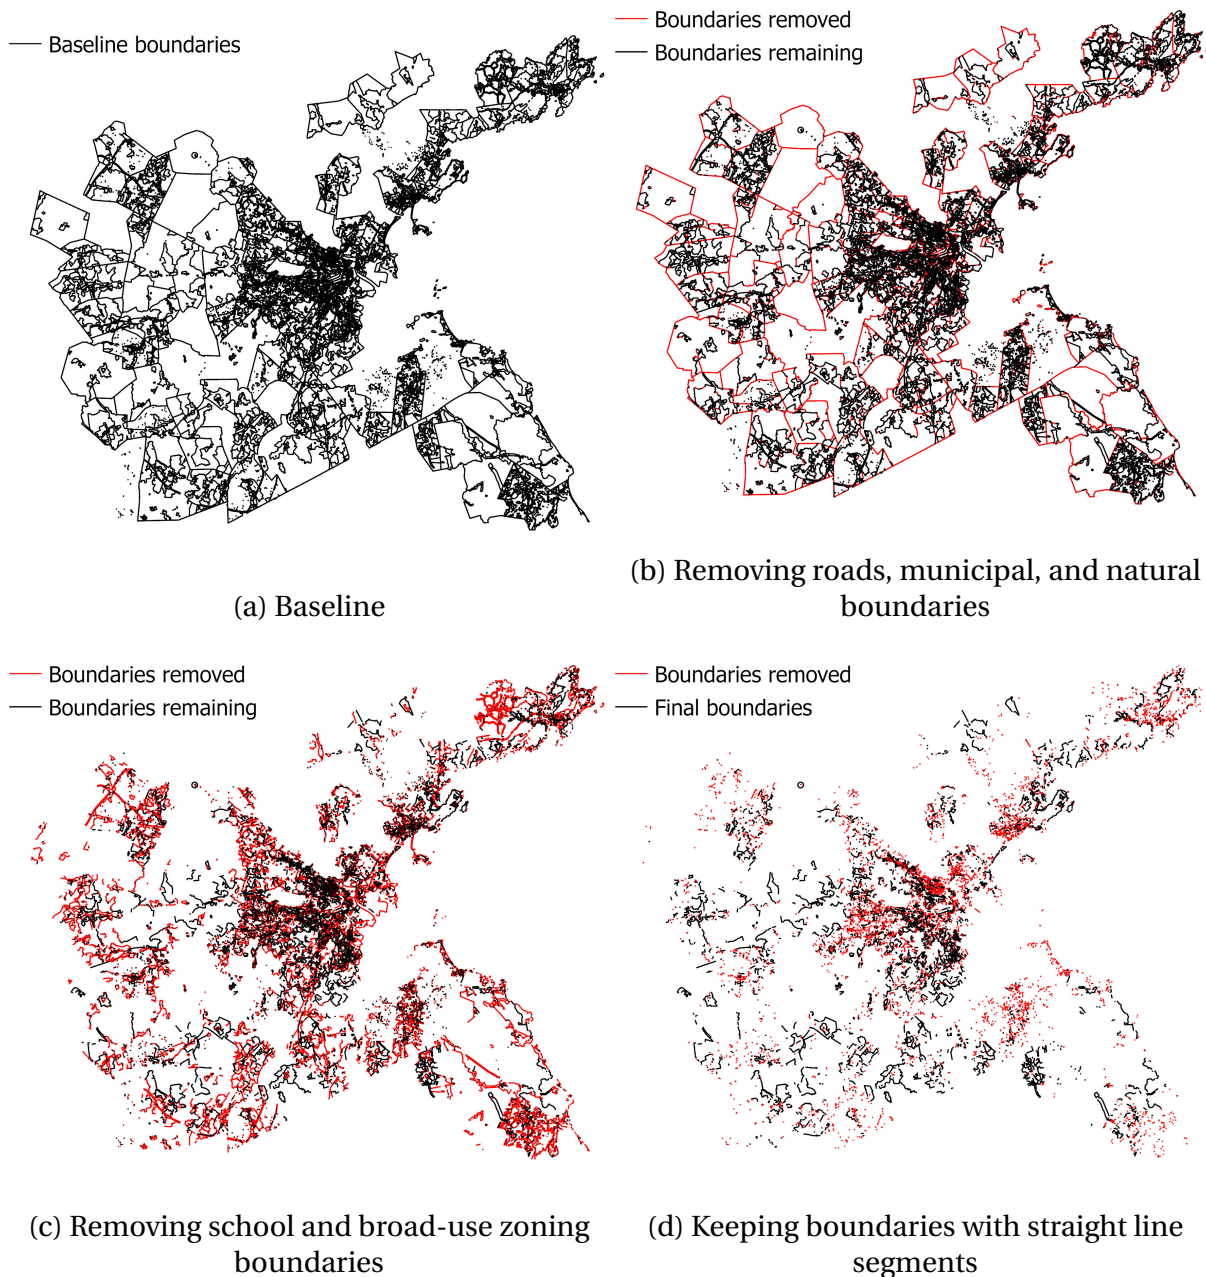 Baseline boundaries
(a) Baseline
Boundaries removed
Boundaries remaining
(b) Removing roads, municipal, and natural
boundaries
Boundaries removed
Boundaries remaining
(c) Removing school and broad-use zoning
boundaries
Boundaries removed
Final boundaries
(d) Keeping boundaries with straight line
segments